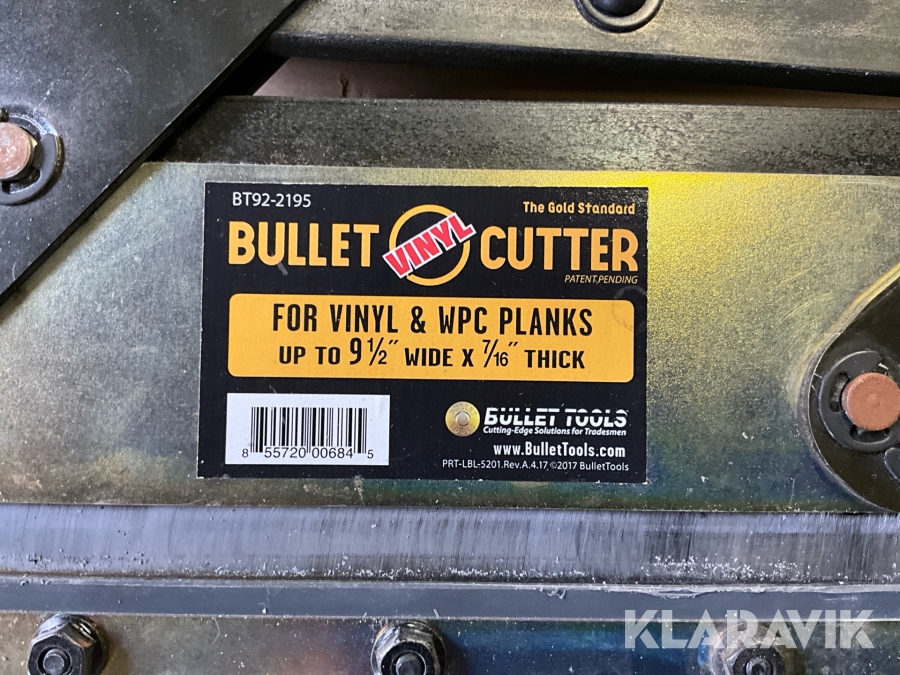 BT92-2195
The Gold Standard
BULLET VINYL CUTTER
PATENT PENDING
FOR VINYL & WPC PLANKS
UP TO 9 1/2" WIDE X 7/16" THICK
8 55720 00684 5
BULLET TOOLS
Cutting-Edge Solutions for Tradesmen
www.BulletTools.com
PRT-LBL-5201.Rev.A.4.17 ©2017 BulletTools
KLARAVIK